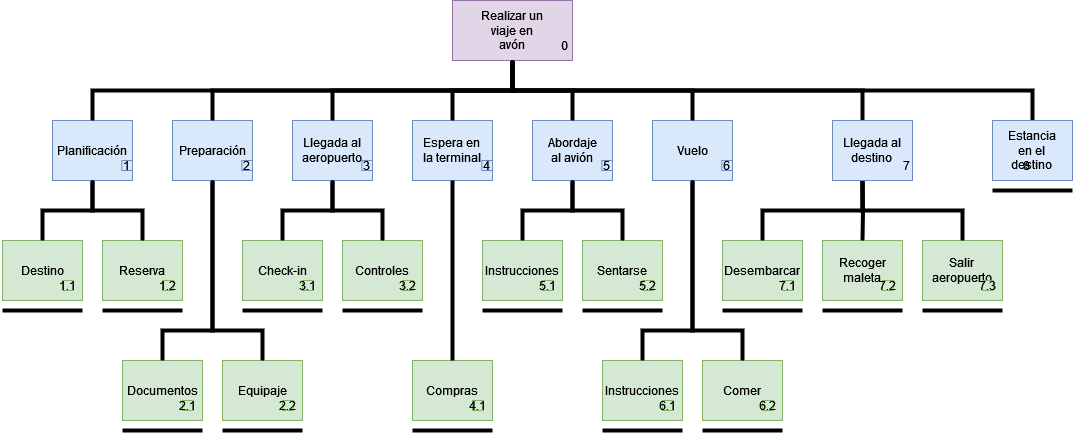 Realizar un
viaje en
avón
0
Planificación
1
Preparación
2
Llegada al
aeropuerto
3
Espera en
la terminal
4
Abordaje
al avión
5
Vuelo
6
Llegada al
destino
7
Estancia
en el
destino
8
Destino
1.1
Reserva
1.2
Check-in
3.1
Controles
3.2
Instrucciones
5.1
Sentarse
5.2
Desembarcar
7.1
Recoger
maleta
7.2
Salir
aeropuerto
7.3
Documentos
2.1
Equipaje
2.2
Compras
4.1
Instrucciones
6.1
Comer
6.2